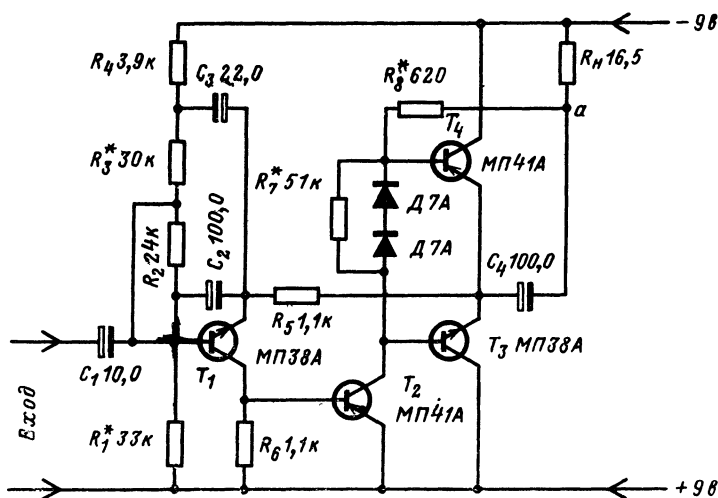 − 9в
R4 3,9к
C3 22,0
R8* 620
Rн 16,5
а
T4
R3* 30к
R7* 51к
МП41А
Д7А
R2 24к
C2 100,0
Д7А
C4 100,0
R5 1,1к
T3 МП38А
МП38А
C1 10,0
T1
T2
МП41А
Вход
R1* 33к
R6 1,1к
+9в